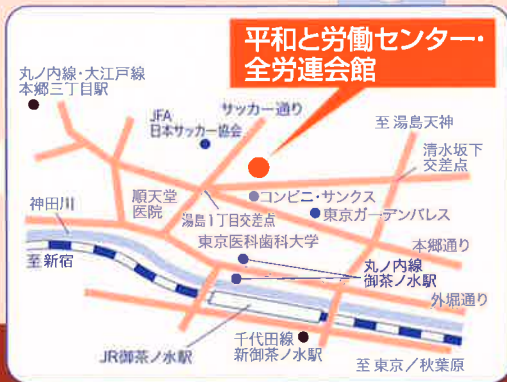 平和と労働センター・
全労連会館
丸ノ内線・大江戸線
本郷三丁目駅
JFA
日本サッカー協会
サッカー通り
至 湯島天神
清水坂下
交差点
順天堂
医院
コンビニ・サンクス
湯島1丁目交差点
東京ガーデンパレス
神田川
東京医科歯科大学
本郷通り
丸ノ内線
御茶ノ水駅
至 新宿
外堀通り
JR御茶ノ水駅
千代田線
新御茶ノ水駅
至 東京／秋葉原